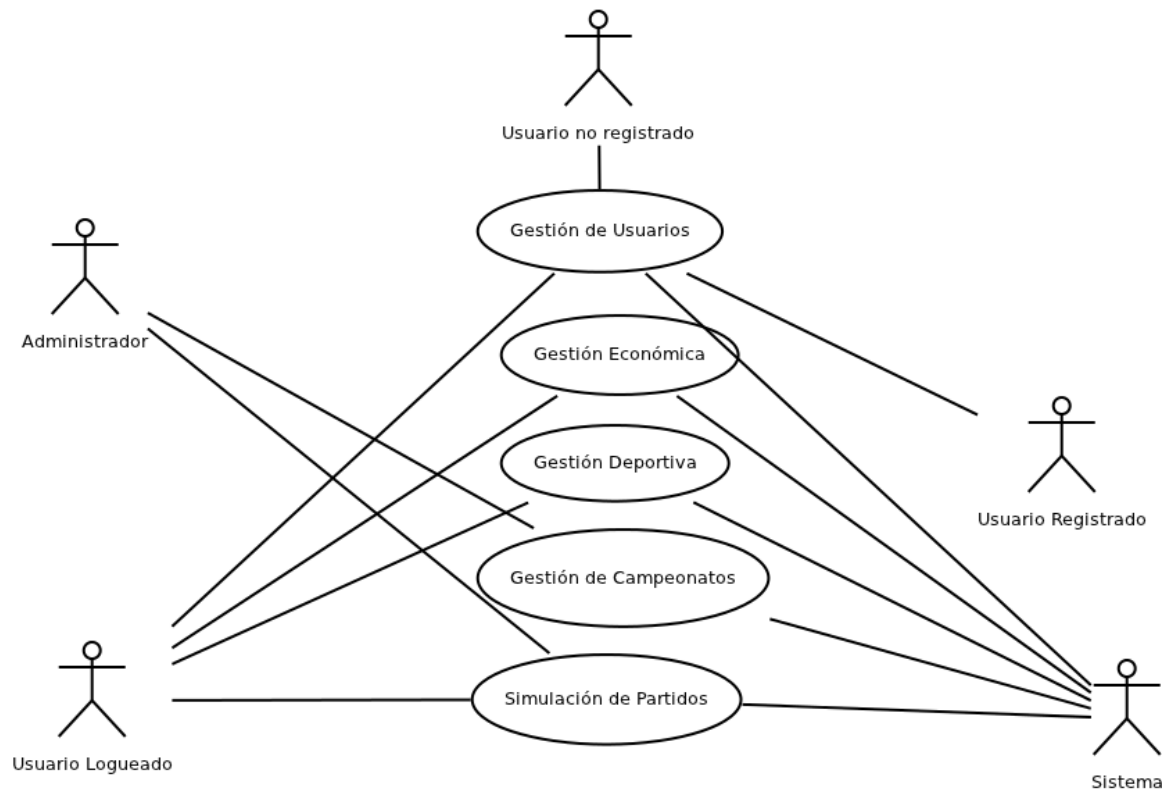 Usuario no registrado
Gestión de Usuarios
Administrador
Gestión Económica
Gestión Deportiva
Usuario Registrado
Gestión de Campeonatos
Simulación de Partidos
Usuario Logueado
Sistema